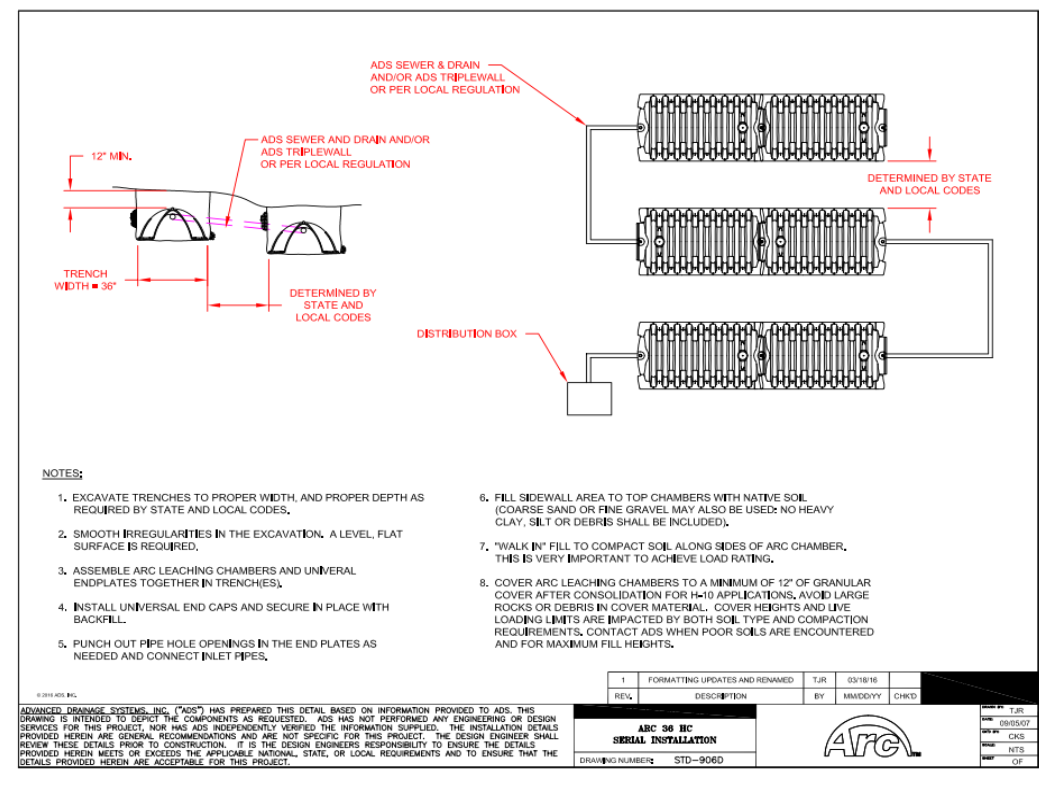 ADS SEWER & DRAIN
AND/OR ADS TRIPLEWALL
OR PER LOCAL REGULATION
ADS SEWER AND DRAIN AND/OR
ADS TRIPLEWALL
OR PER LOCAL REGULATION
12" MIN.
DETERMINED BY STATE
AND LOCAL CODES
TRENCH
WIDTH = 36"
DETERMINED BY
STATE AND
LOCAL CODES
DISTRIBUTION BOX
NOTES:
1. EXCAVATE TRENCHES TO PROPER WIDTH, AND PROPER DEPTH AS
REQUIRED BY STATE AND LOCAL CODES.
2. SMOOTH IRREGULARITIES IN THE EXCAVATION. A LEVEL, FLAT
SURFACE IS REQUIRED.
3. ASSEMBLE ARC LEACHING CHAMBERS AND UNIVERAL
ENDPLATES TOGETHER IN TRENCH(ES).
4. INSTALL UNIVERSAL END CAPS AND SECURE IN PLACE WITH
BACKFILL.
5. PUNCH OUT PIPE HOLE OPENINGS IN THE END PLATES AS
NEEDED AND CONNECT INLET PIPES.
6. FILL SIDEWALL AREA TO TOP CHAMBERS WITH NATIVE SOIL
(COARSE SAND OR FINE GRAVEL MAY ALSO BE USED: NO HEAVY
CLAY, SILT OR DEBRIS SHALL BE INCLUDED).
7. "WALK IN" FILL TO COMPACT SOIL ALONG SIDES OF ARC CHAMBER.
THIS IS VERY IMPORTANT TO ACHIEVE LOAD RATING.
8. COVER ARC LEACHING CHAMBERS TO A MINIMUM OF 12" OF GRANULAR
COVER AFTER CONSOLIDATION FOR H-10 APPLICATIONS. AVOID LARGE
ROCKS OR DEBRIS IN COVER MATERIAL. COVER HEIGHTS AND LIVE
LOADING LIMITS ARE IMPACTED BY BOTH SOIL TYPE AND COMPACTION
REQUIREMENTS. CONTACT ADS WHEN POOR SOILS ARE ENCOUNTERED
AND FOR MAXIMUM FILL HEIGHTS.
1 FORMATTING UPDATES AND RENAMED TJR 03/18/16
REV. DESCRIPTION BY MM/DD/YY CHK'D
© 2016 ADS, INC.
ADVANCED DRAINAGE SYSTEMS, INC. ("ADS") HAS PREPARED THIS DETAIL BASED ON INFORMATION PROVIDED TO ADS. THIS
DRAWING IS INTENDED TO DEPICT THE COMPONENTS AS REQUESTED. ADS HAS NOT PERFORMED ANY ENGINEERING OR DESIGN
SERVICES FOR THIS PROJECT, NOR HAS ADS INDEPENDENTLY VERIFIED THE INFORMATION SUPPLIED. THE INSTALLATION DETAILS
PROVIDED HEREIN ARE GENERAL RECOMMENDATIONS AND ARE NOT SPECIFIC FOR THIS PROJECT. THE DESIGN ENGINEER SHALL
REVIEW THESE DETAILS PRIOR TO CONSTRUCTION. IT IS THE DESIGN ENGINEERS RESPONSIBILITY TO ENSURE THE DETAILS
PROVIDED HEREIN MEETS OR EXCEEDS THE APPLICABLE NATIONAL, STATE, OR LOCAL REQUIREMENTS AND TO ENSURE THAT THE
DETAILS PROVIDED HEREIN ARE ACCEPTABLE FOR THIS PROJECT.
ARC 36 HC
SERIAL INSTALLATION
DRAWING NUMBER: STD-906D
Arc
TJR
DATE: 09/05/07
CKS
NTS
SHEET OF